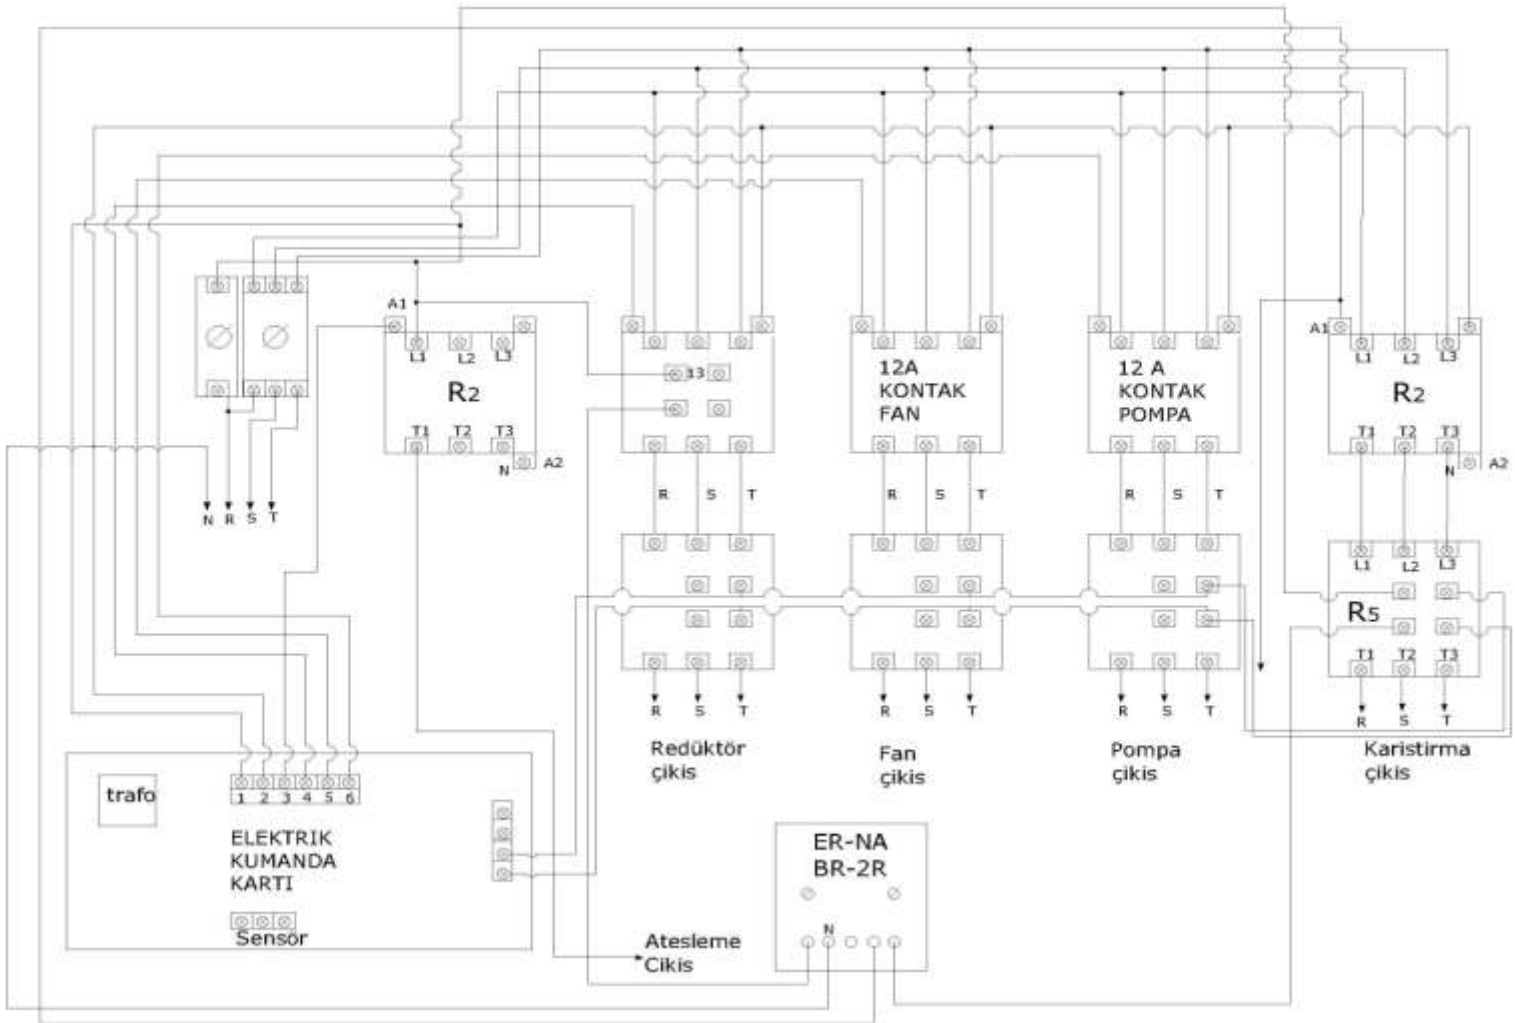 A1
L1 L2 L3
R2
T1 T2 T3
N A2
13
12A
KONTAK
FAN
12 A
KONTAK
POMPA
A1
L1 L2 L3
R2
T1 T2 T3
N A2
N R S T
R S T
R S T
R S T
L1 L2 L3
R5
T1 T2 T3
R S T
R S T
R S T
R S T
Redüktör
çikis
Fan
çikis
Pompa
çikis
Karistirma
çikis
trafo
1 2 3 4 5 6
ELEKTRIK
KUMANDA
KARTI
Sensör
ER-NA
BR-2R
N
Atesleme
Cikis